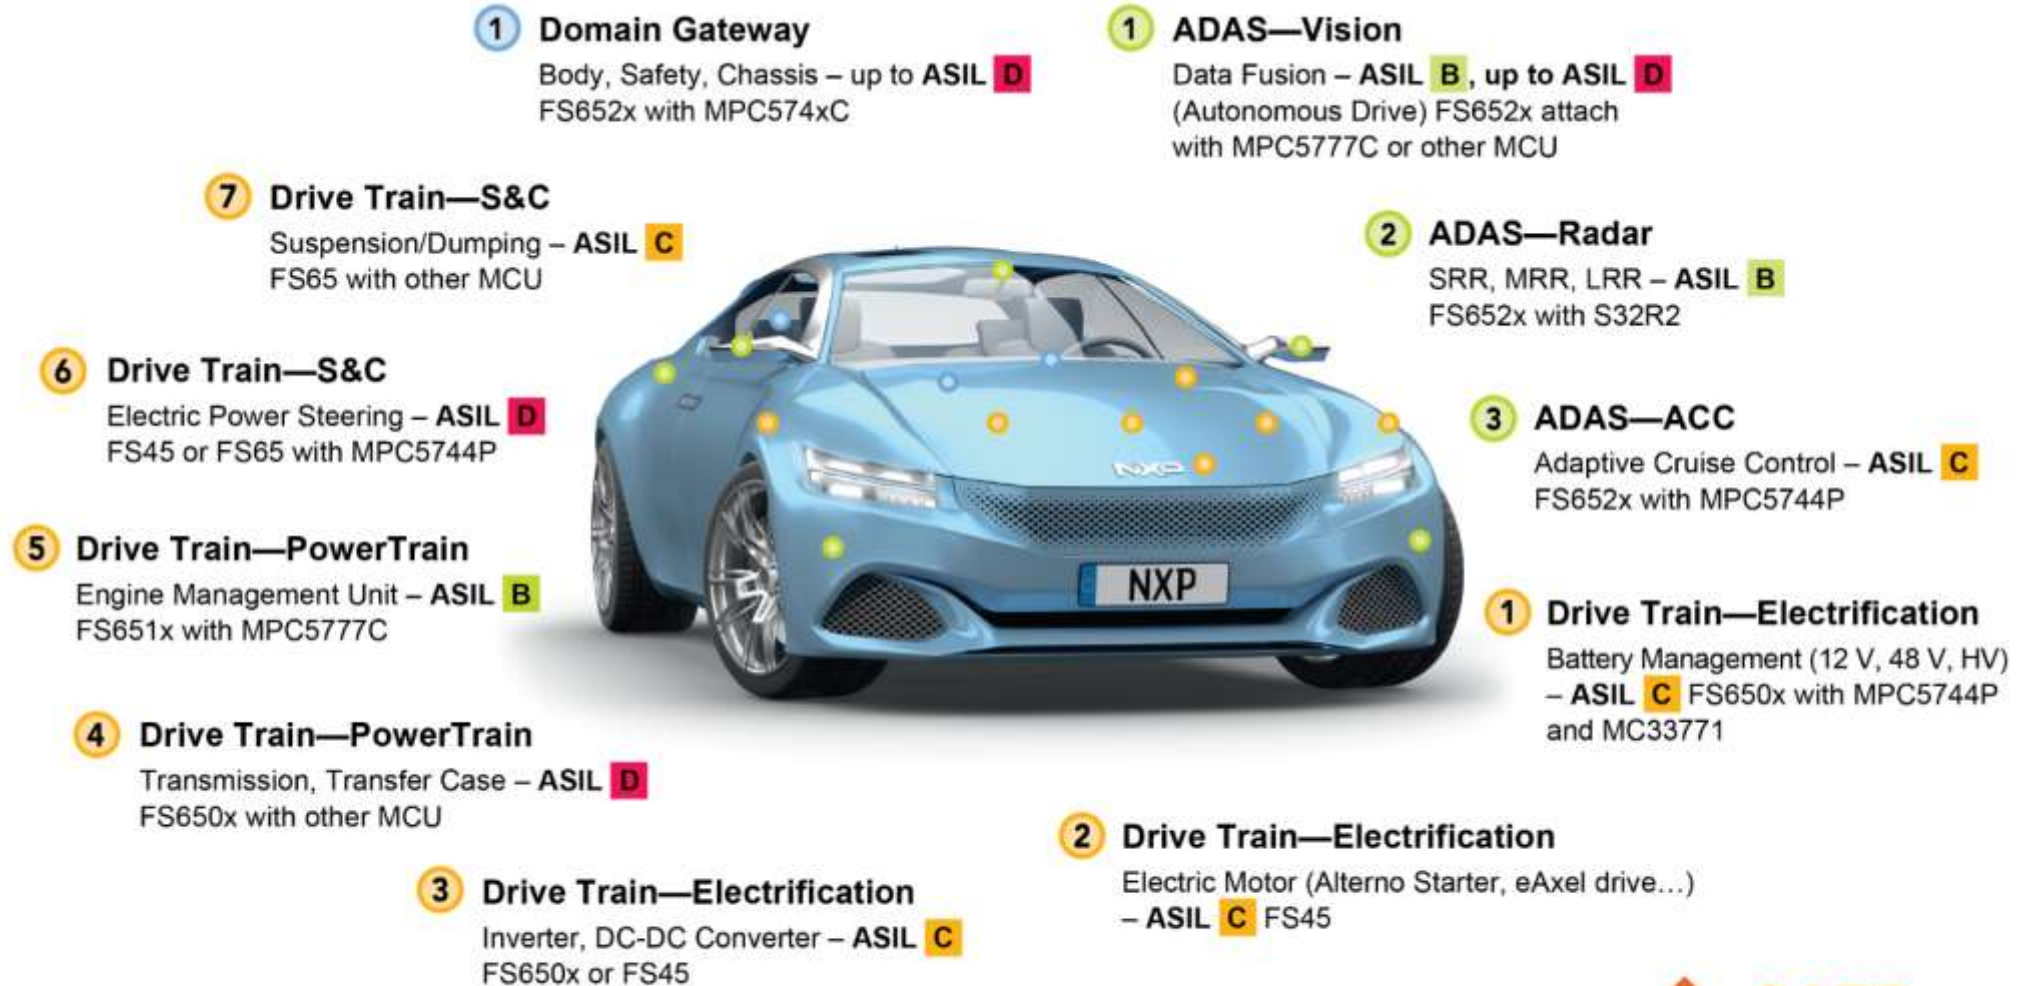 1 Domain Gateway
Body, Safety, Chassis – up to ASIL D
FS652x with MPC574xC
1 ADAS—Vision
Data Fusion – ASIL B, up to ASIL D
(Autonomous Drive) FS652x attach
with MPC5777C or other MCU
7 Drive Train—S&C
Suspension/Dumping – ASIL C
FS65 with other MCU
2 ADAS—Radar
SRR, MRR, LRR – ASIL B
FS652x with S32R2
6 Drive Train—S&C
Electric Power Steering – ASIL D
FS45 or FS65 with MPC5744P
3 ADAS—ACC
Adaptive Cruise Control – ASIL C
FS652x with MPC5744P
NXP
5 Drive Train—PowerTrain
Engine Management Unit – ASIL B
FS651x with MPC5777C
NXP
1 Drive Train—Electrification
Battery Management (12 V, 48 V, HV)
– ASIL C FS650x with MPC5744P
and MC33771
4 Drive Train—PowerTrain
Transmission, Transfer Case – ASIL D
FS650x with other MCU
2 Drive Train—Electrification
Electric Motor (Alterno Starter, eAxel drive…)
– ASIL C FS45
3 Drive Train—Electrification
Inverter, DC-DC Converter – ASIL C
FS650x or FS45